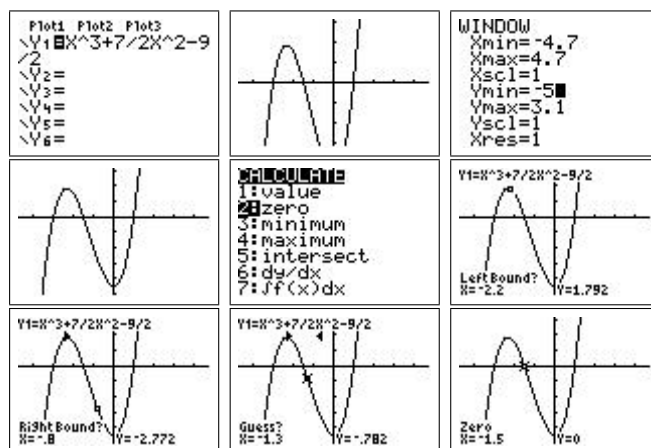 Plot1 Plot2 Plot3
\Y1=X^3+7/2X^2-9
/2
\Y2=
\Y3=
\Y4=
\Y5=
\Y6=
WINDOW
Xmin=-4.7
Xmax=4.7
Xscl=1
Ymin=-5
Ymax=3.1
Yscl=1
Xres=1
CALCULATE
1:value
2:zero
3:minimum
4:maximum
5:intersect
6:dy/dx
7:∫f(x)dx
Y1=X^3+7/2X^2-9/2
Left Bound?
X=-2.2 Y=1.792
Y1=X^3+7/2X^2-9/2
Right Bound?
X=-.8 Y=-2.772
Y1=X^3+7/2X^2-9/2
Guess?
X=-1.3 Y=-.782
Zero
X=-1.5 Y=0